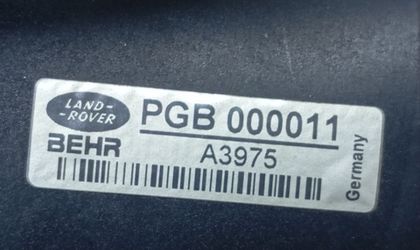 LAND-
-ROVER
PGB 000011
BEHR
A3975
Germany